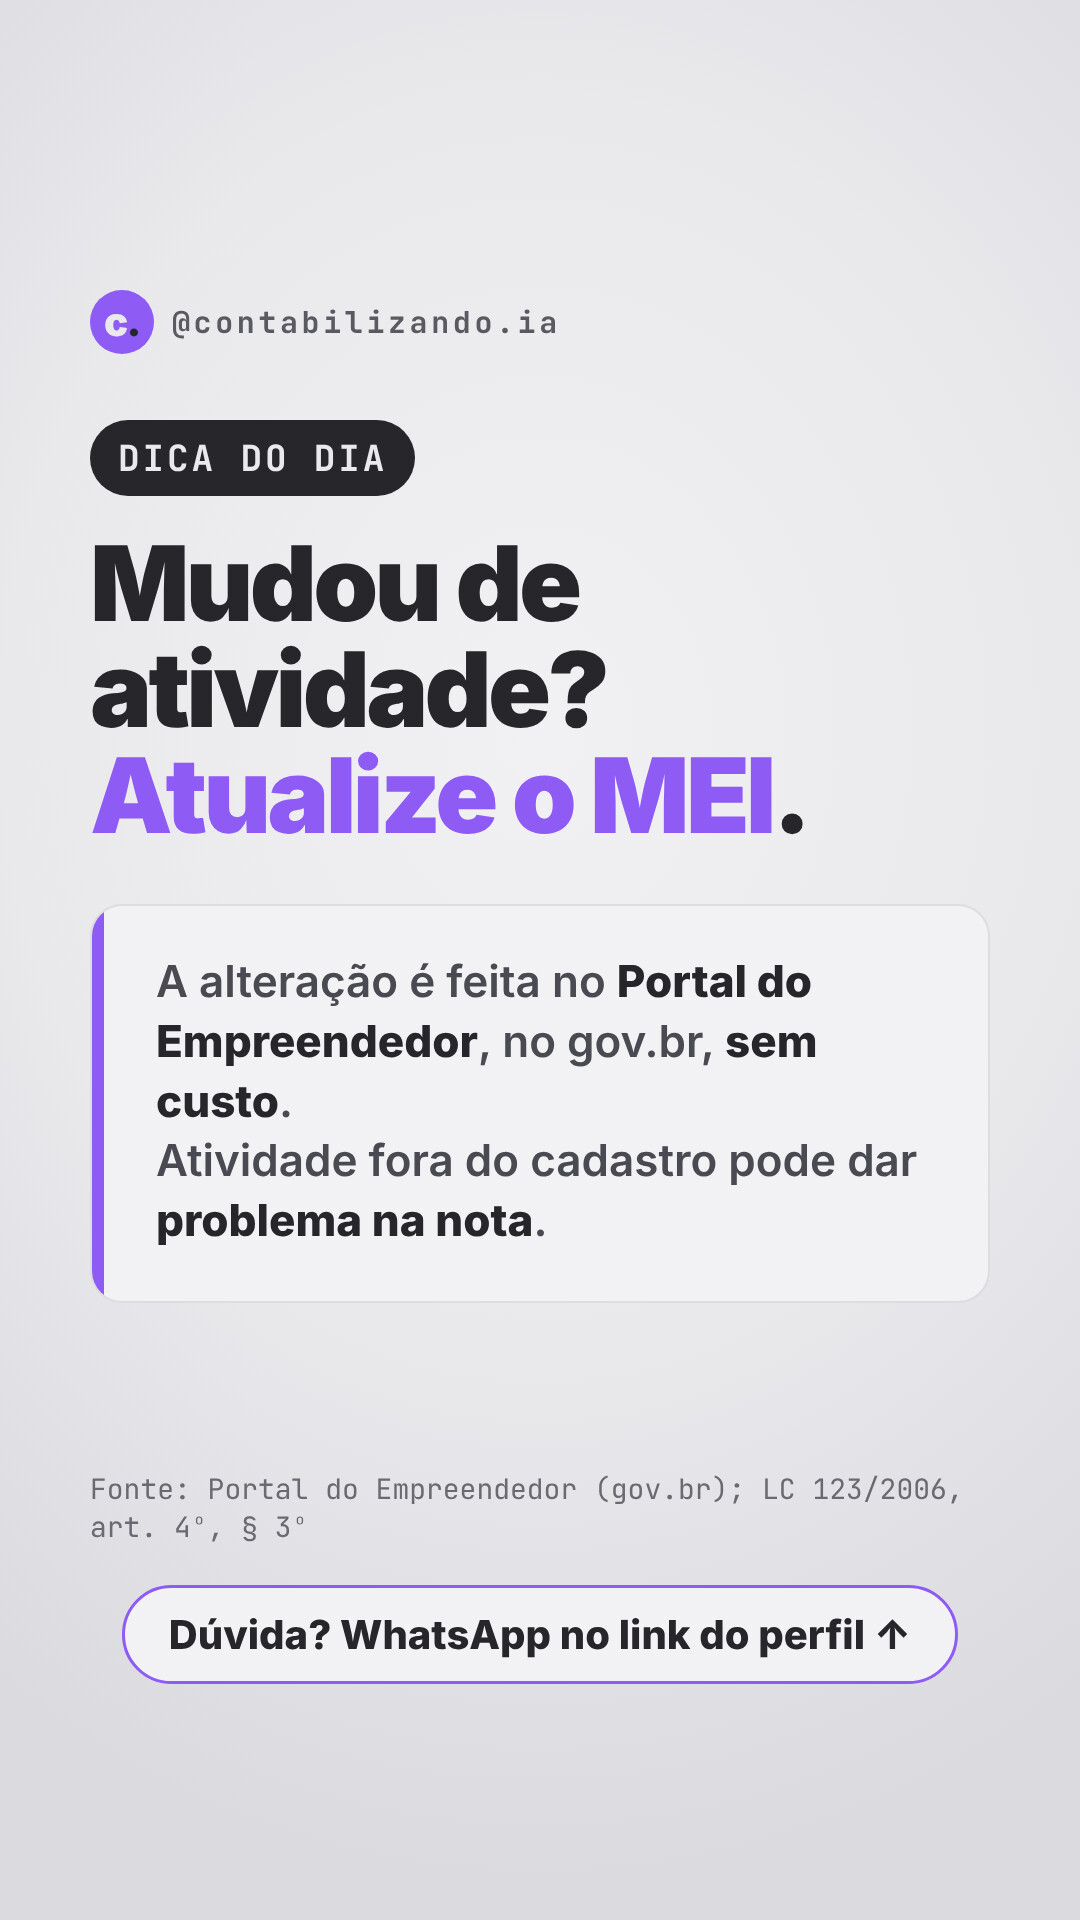 c. @contabilizando.ia
DICA DO DIA
Mudou de
atividade?
Atualize o MEI.
A alteração é feita no Portal do
Empreendedor, no gov.br, sem
custo.
Atividade fora do cadastro pode dar
problema na nota.
Fonte: Portal do Empreendedor (gov.br); LC 123/2006,
art. 4º, § 3º
Dúvida? WhatsApp no link do perfil ↑